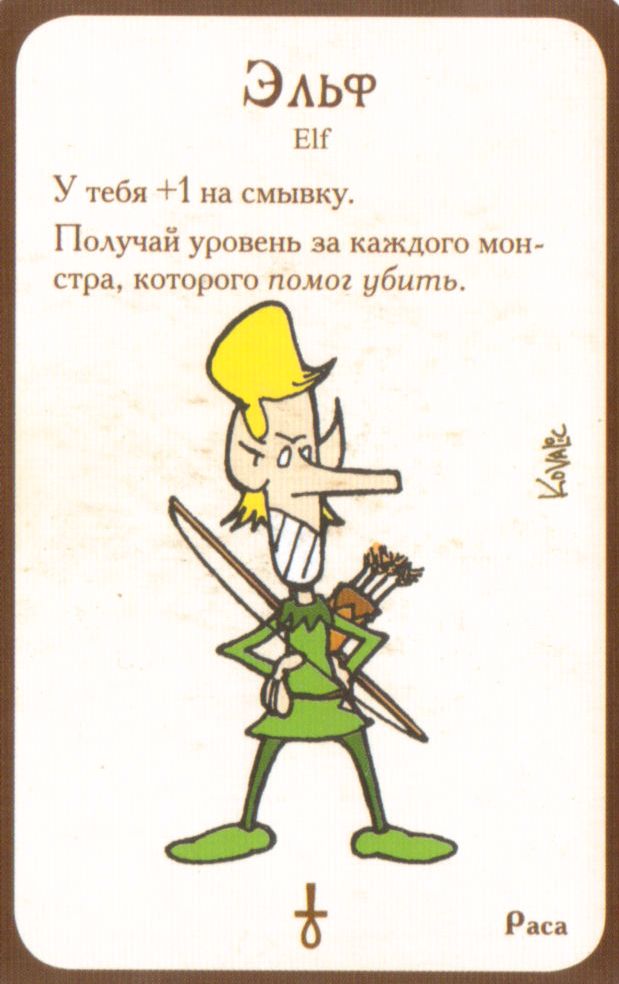 Эльф
Elf
У тебя +1 на смывку.
Получай уровень за каждого мон-
стра, которого помог убить.
KOVALIC
Раса